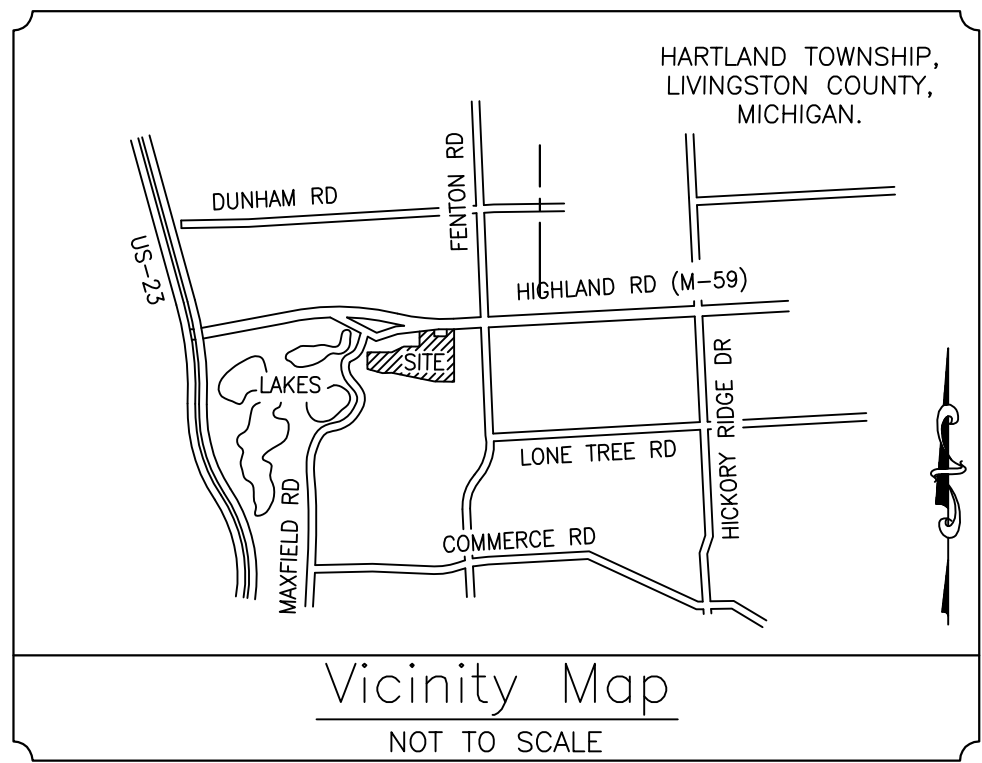 HARTLAND TOWNSHIP,
LIVINGSTON COUNTY,
MICHIGAN.
FENTON RD
DUNHAM RD
US-23
HIGHLAND RD (M-59)
SITE
LAKES
HICKORY RIDGE DR
LONE TREE RD
MAXFIELD RD
COMMERCE RD
Vicinity Map
NOT TO SCALE